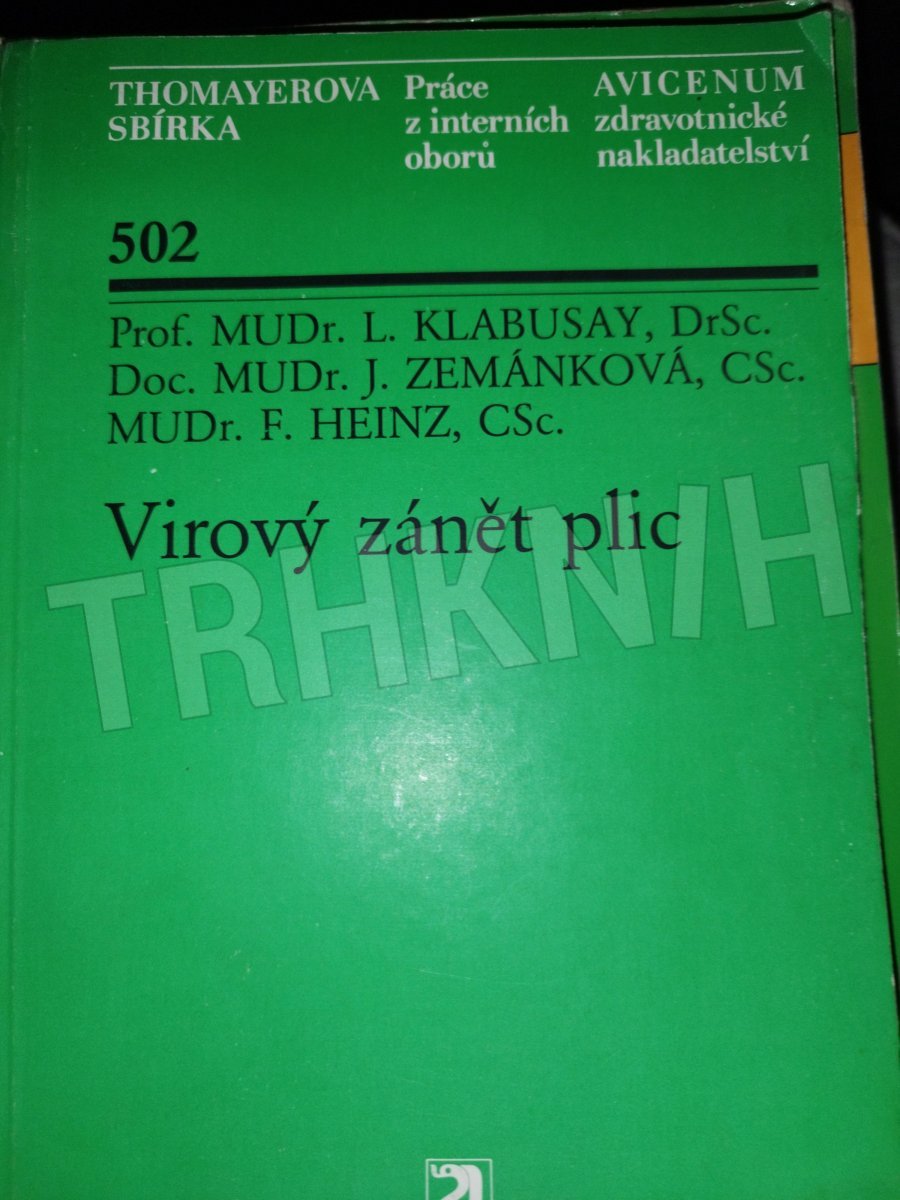 THOMAYEROVA
SBÍRKA
Práce
z interních
oborů
AVICENUM
zdravotnické
nakladatelství
502
Prof. MUDr. L. KLABUSAY, DrSc.
Doc. MUDr. J. ZEMÁNKOVÁ, CSc.
MUDr. F. HEINZ, CSc.
Virový zánět plic
TRHKNIH